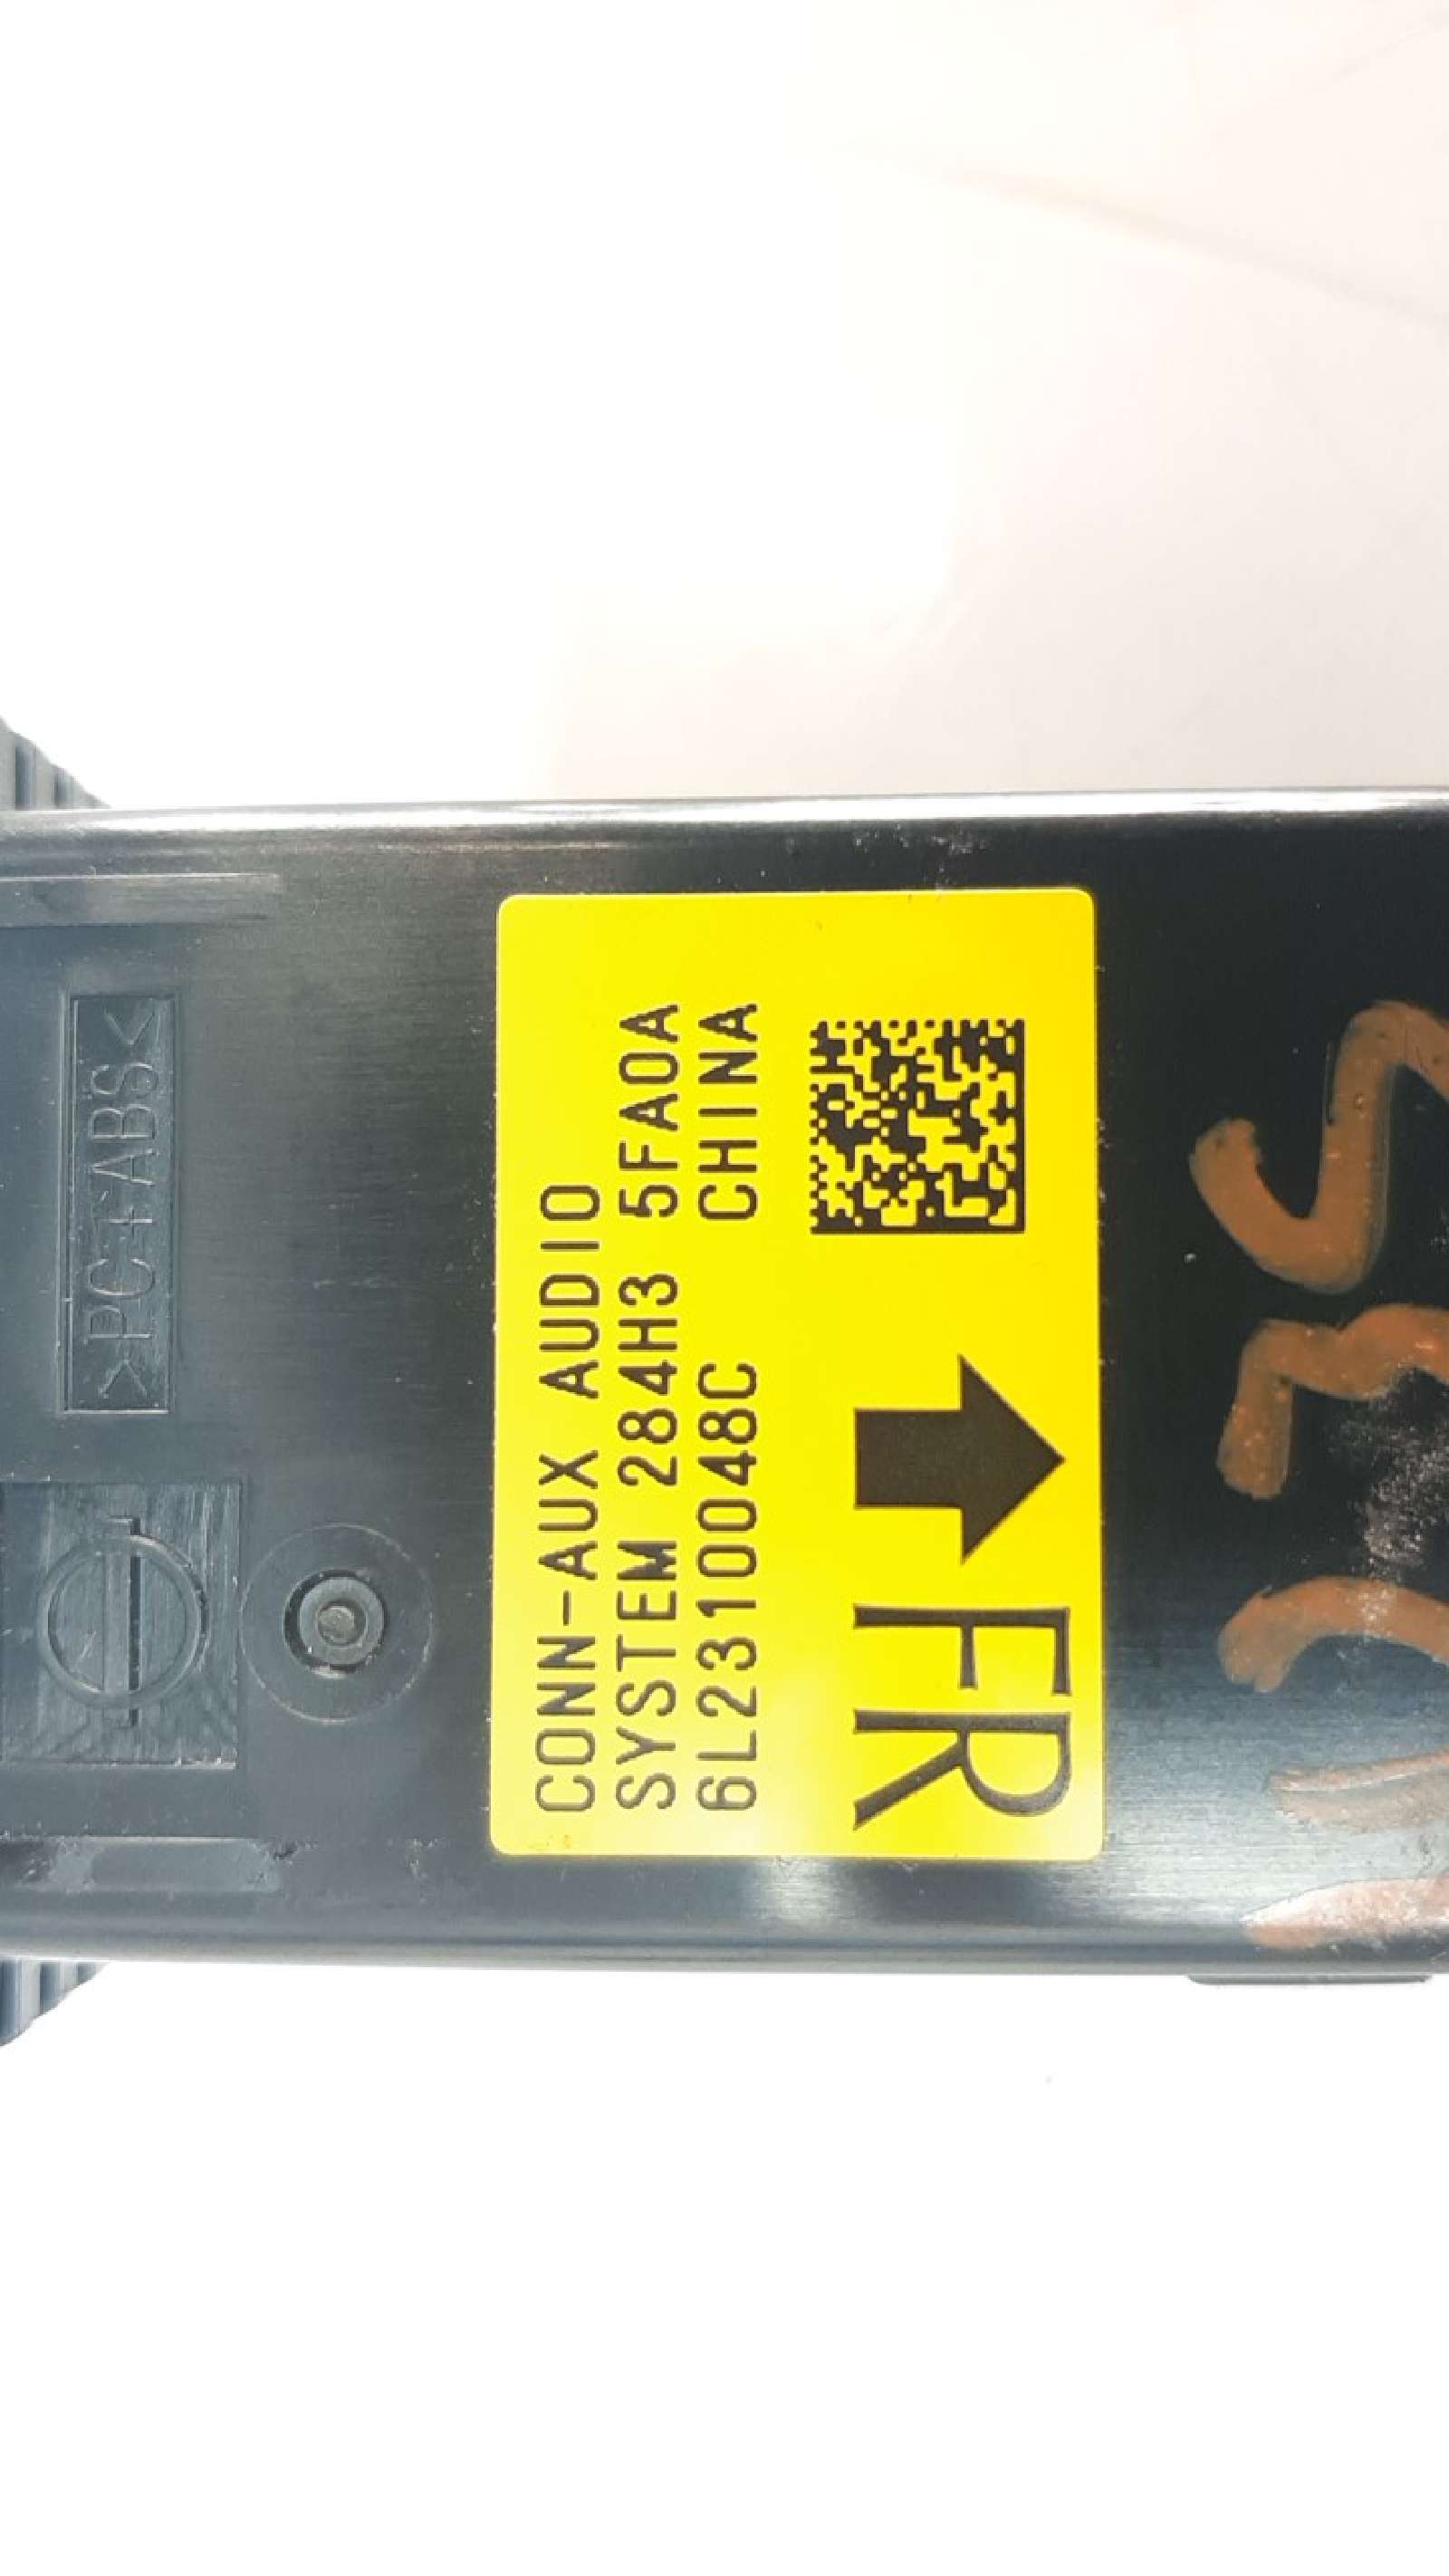 >PC+ABS<
CONN-AUX AUDIO
SYSTEM 284H3 5FA0A
6L2310048C CHINA
FR